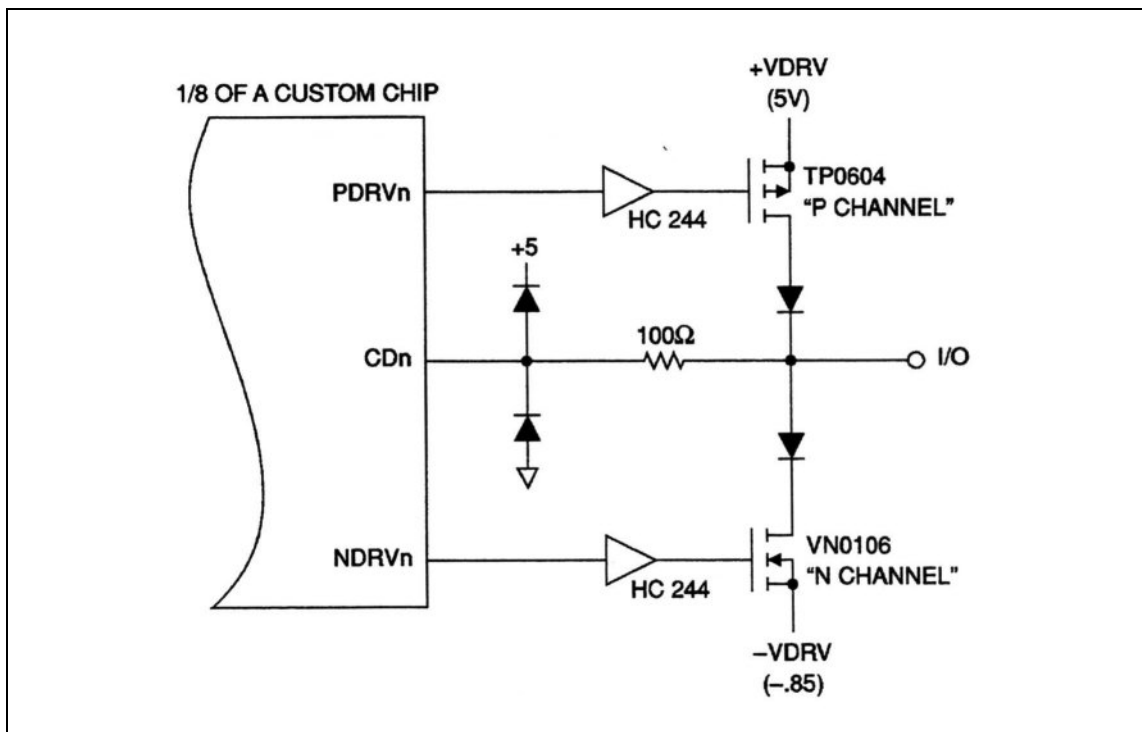 1/8 OF A CUSTOM CHIP
+VDRV
(5V)
PDRVn
HC 244
TP0604
“P CHANNEL”
+5
100Ω
CDn
I/O
NDRVn
HC 244
VN0106
“N CHANNEL”
–VDRV
(–.85)